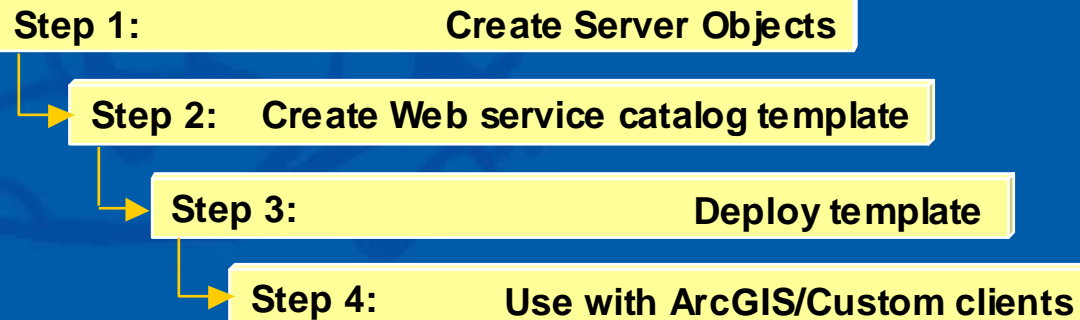 Step 1: Create Server Objects
Step 2: Create Web service catalog template
Step 3: Deploy template
Step 4: Use with ArcGIS/Custom clients